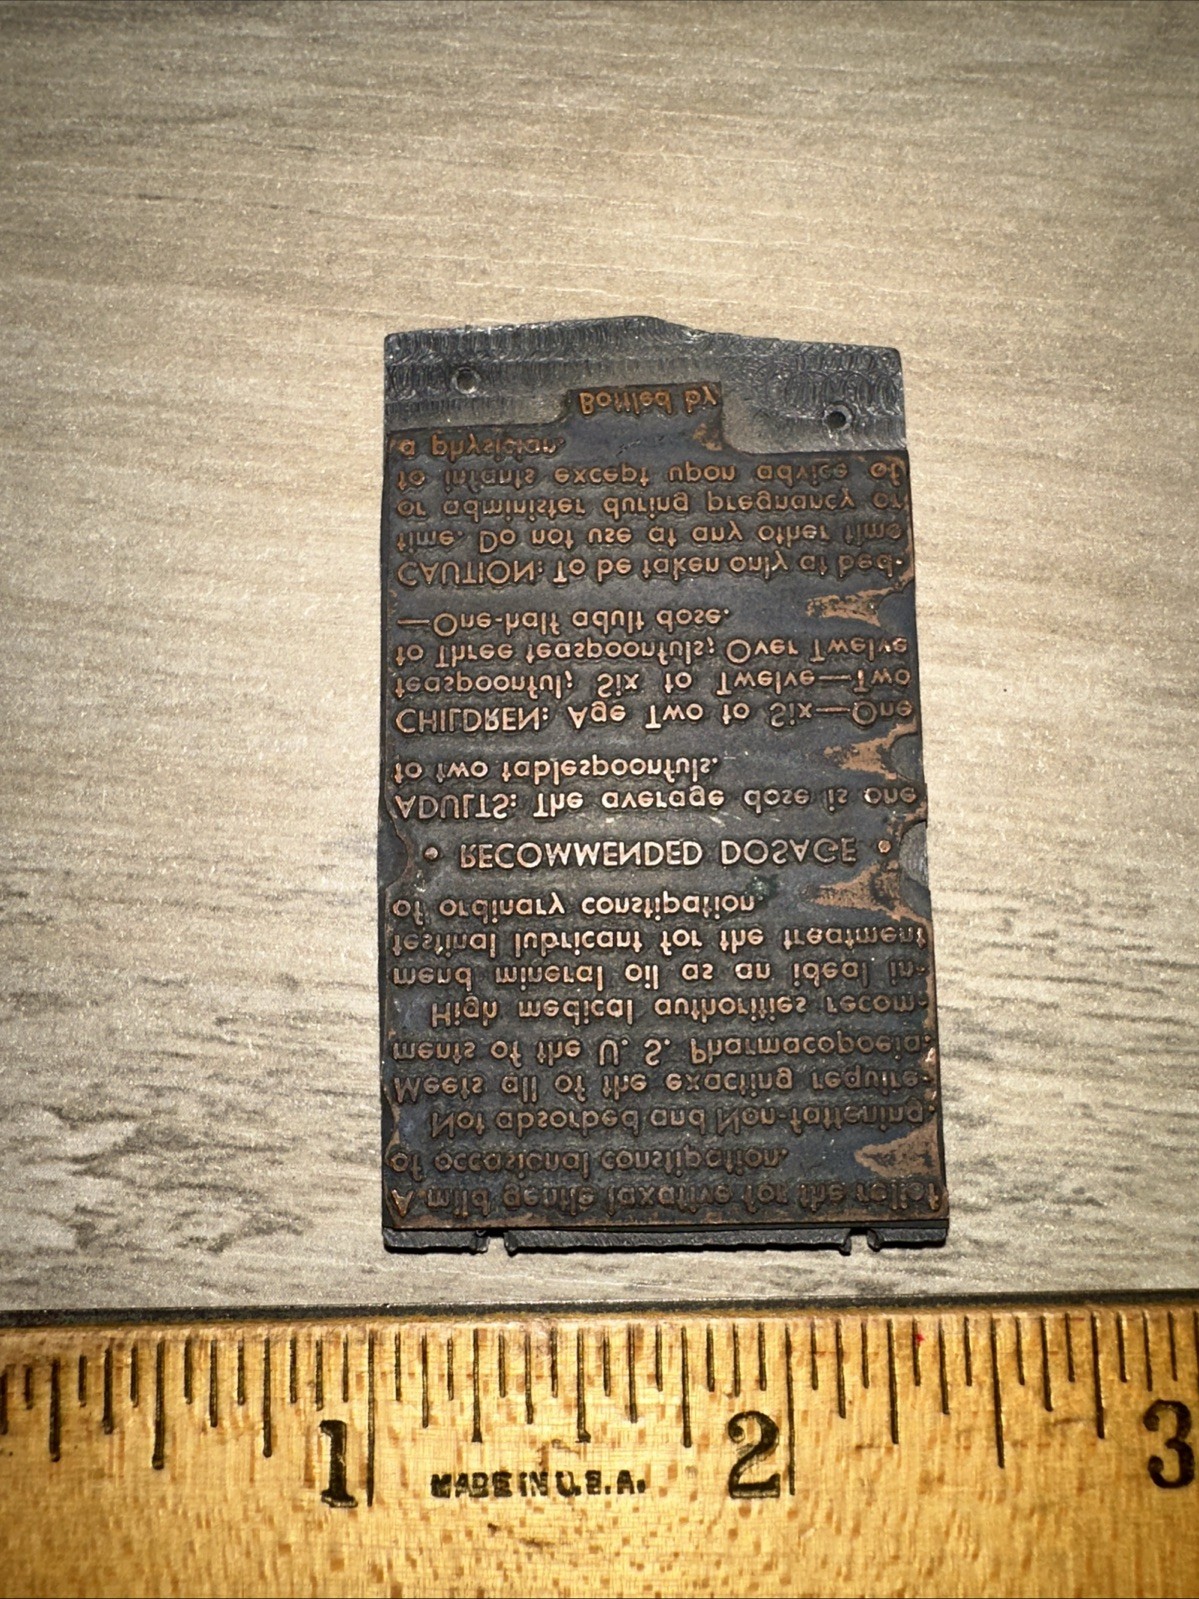 A mild gentle laxative for the relief
of occasional constipation.
Not absorbed and Non-fattening.
Meets all of the exacting require-
ments of the U. S. Pharmacopoeia.
High medical authorities recom-
mend mineral oil as an ideal in-
testinal lubricant for the treatment
of ordinary constipation.
• RECOMMENDED DOSAGE •
ADULTS: The average dose is one
to two tablespoonfuls.
CHILDREN: Age Two to Six—One
teaspoonful; Six to Twelve—Two
to Three teaspoonfuls; Over Twelve
—One-half adult dose.
CAUTION: To be taken only at bed-
time. Do not use at any other time
or administer during pregnancy or
to infants except upon advice of
a physician.
Bottled by
1 2 3
MADE IN U.S.A.